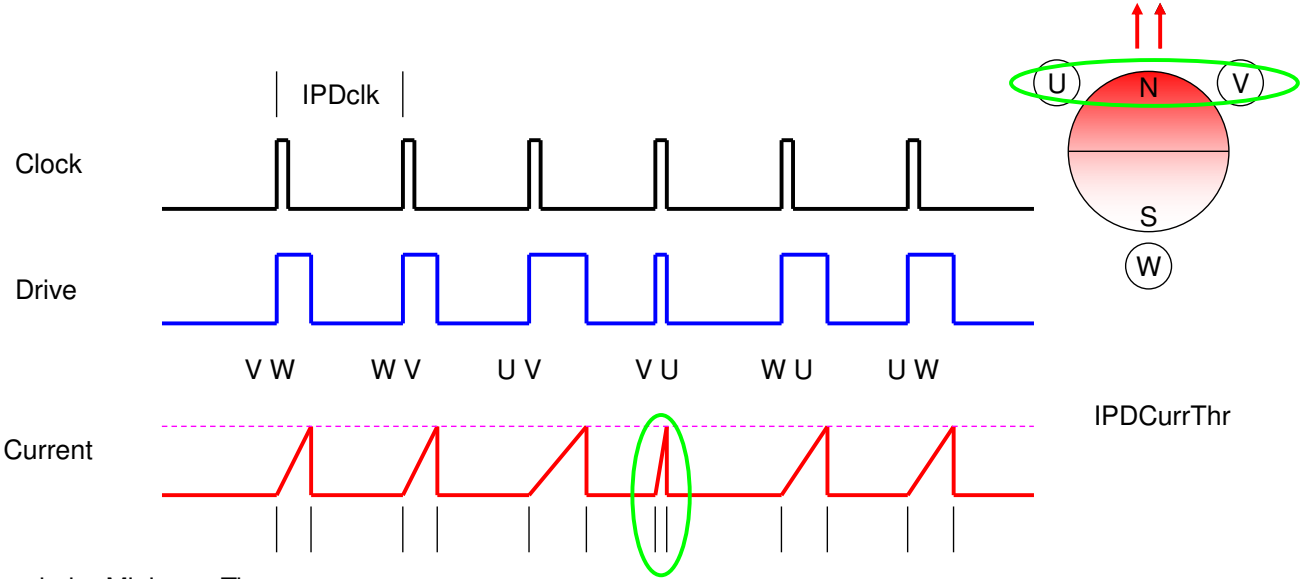 IPDclk
U
N
V
Clock
S
W
Drive
V W
W V
U V
V U
W U
U W
IPDCurrThr
Current